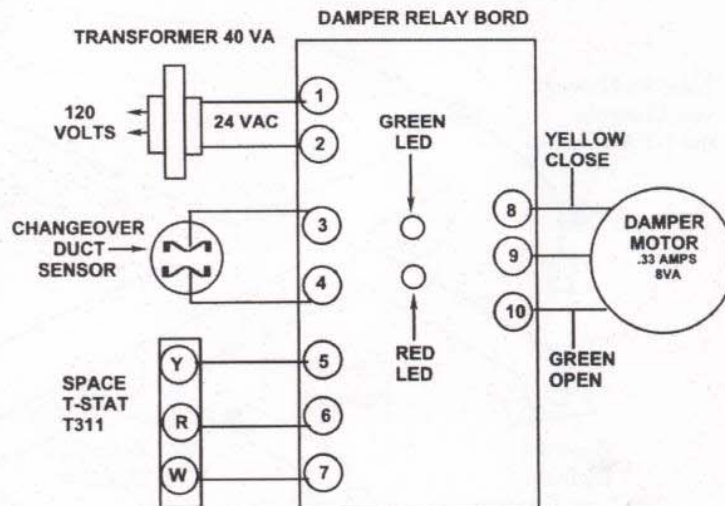 DAMPER RELAY BORD
TRANSFORMER 40 VA
120
VOLTS
24 VAC
1
2
GREEN
LED
YELLOW
CLOSE
CHANGEOVER
DUCT
SENSOR
3
4
8
9
10
DAMPER
MOTOR
.33 AMPS
8VA
RED
LED
GREEN
OPEN
SPACE
T-STAT
T311
Y
R
W
5
6
7